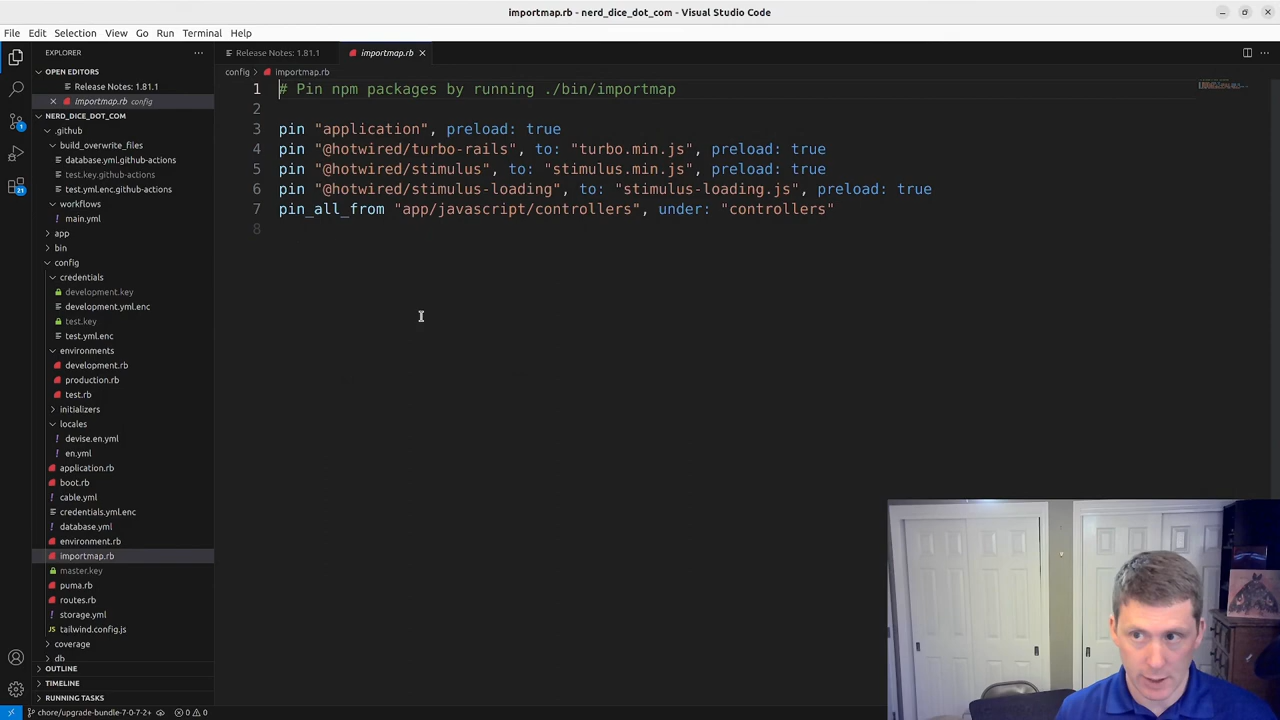 importmap.rb - nerd_dice_dot_com - Visual Studio Code
File Edit Selection View Go Run Terminal Help
EXPLORER
Release Notes: 1.81.1
importmap.rb
OPEN EDITORS
Release Notes: 1.81.1
importmap.rb config
NERD_DICE_DOT_COM
.github
build_overwrite_files
database.yml.github-actions
test.key.github-actions
test.yml.enc.github-actions
workflows
main.yml
app
bin
config
credentials
development.key
development.yml.enc
test.key
test.yml.enc
environments
development.rb
production.rb
test.rb
initializers
locales
devise.en.yml
en.yml
application.rb
boot.rb
cable.yml
credentials.yml.enc
database.yml
environment.rb
importmap.rb
master.key
puma.rb
routes.rb
storage.yml
tailwind.config.js
coverage
db
OUTLINE
TIMELINE
RUNNING TASKS
config > importmap.rb
1 # Pin npm packages by running ./bin/importmap
2
3 pin "application", preload: true
4 pin "@hotwired/turbo-rails", to: "turbo.min.js", preload: true
5 pin "@hotwired/stimulus", to: "stimulus.min.js", preload: true
6 pin "@hotwired/stimulus-loading", to: "stimulus-loading.js", preload: true
7 pin_all_from "app/javascript/controllers", under: "controllers"
8
1
21
chore/upgrade-bundle-7-0-7-2+ 0 0